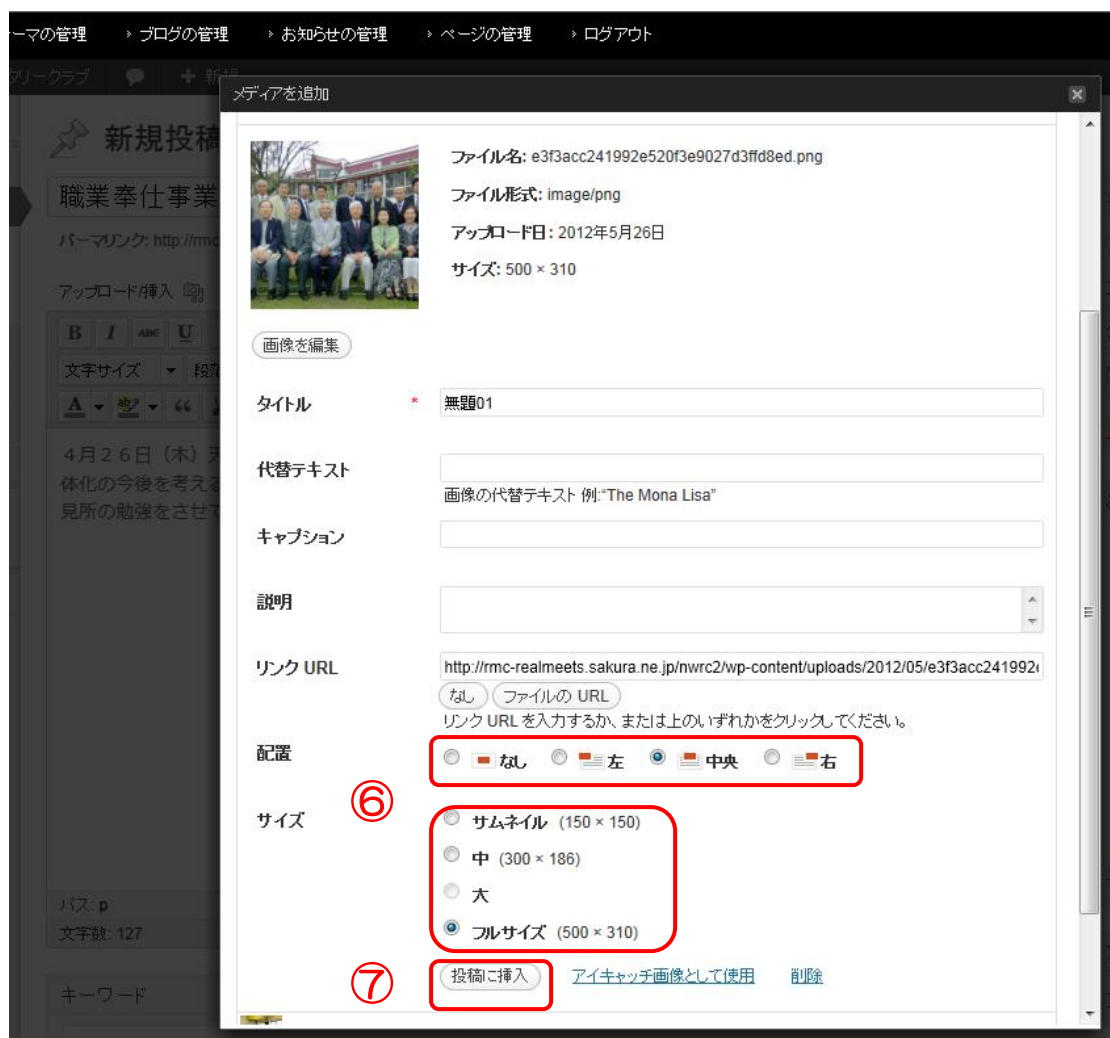 ーマの管理 › ブログの管理 › お知らせの管理 › ページの管理 › ログアウト
タリークラブ + 新規
メディアを追加
新規投稿
職業奉仕事業
パーマリンク: http://rmc
アップロード/挿入
B I ABC U
文字サイズ 段落
A ab
4月26日（木）天
体化の今後を考える
見所の勉強をさせて
パス: p
文字数: 127
キーワード
ファイル名: e3f3acc241992e520f3e9027d3ffd8ed.png
ファイル形式: image/png
アップロード日: 2012年5月26日
サイズ: 500 × 310
画像を編集
タイトル * 無題01
代替テキスト
画像の代替テキスト 例:“The Mona Lisa”
キャプション
説明
リンク URL http://rmc-realmeets.sakura.ne.jp/nwrc2/wp-content/uploads/2012/05/e3f3acc241992e
なし ファイルの URL
リンク URL を入力するか、または上のいずれかをクリックしてください。
配置 なし 左 中央 右
⑥
サイズ サムネイル (150 × 150)
中 (300 × 186)
大
フルサイズ (500 × 310)
⑦
投稿に挿入 アイキャッチ画像として使用 削除